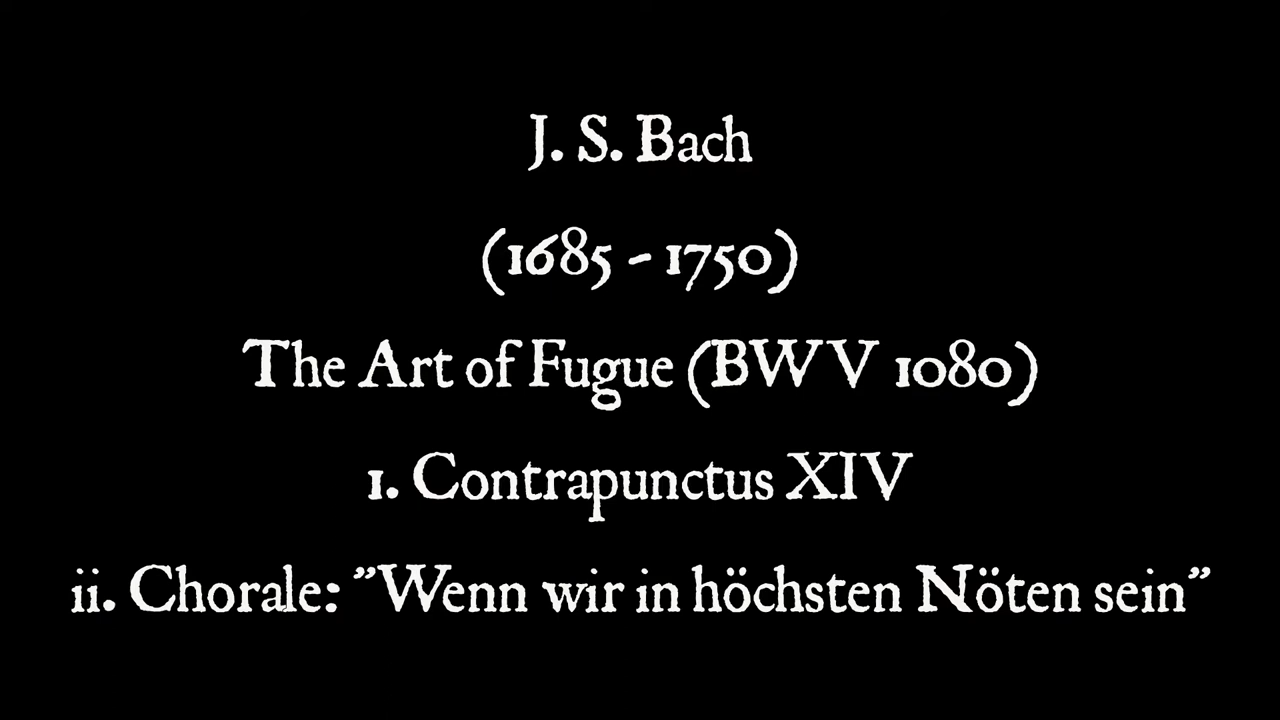 J. S. Bach
(1685 - 1750)
The Art of Fugue (BWV 1080)
1. Contrapunctus XIV
ii. Chorale: "Wenn wir in höchsten Nöten sein"